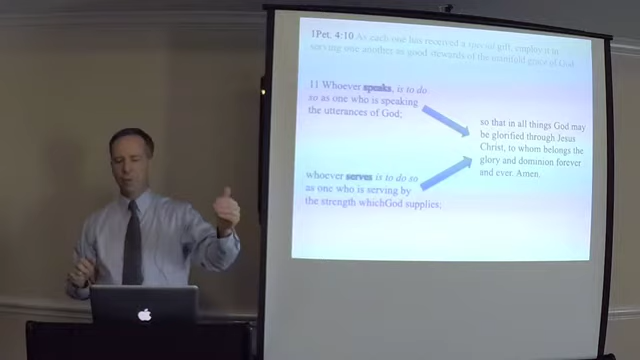 1Pet. 4:10 As each one has received a special gift, employ it in
serving one another as good stewards of the manifold grace of God.
11 Whoever speaks, is to do
so as one who is speaking
the utterances of God;
whoever serves is to do so
as one who is serving by
the strength whichGod supplies;
so that in all things God may
be glorified through Jesus
Christ, to whom belongs the
glory and dominion forever
and ever. Amen.